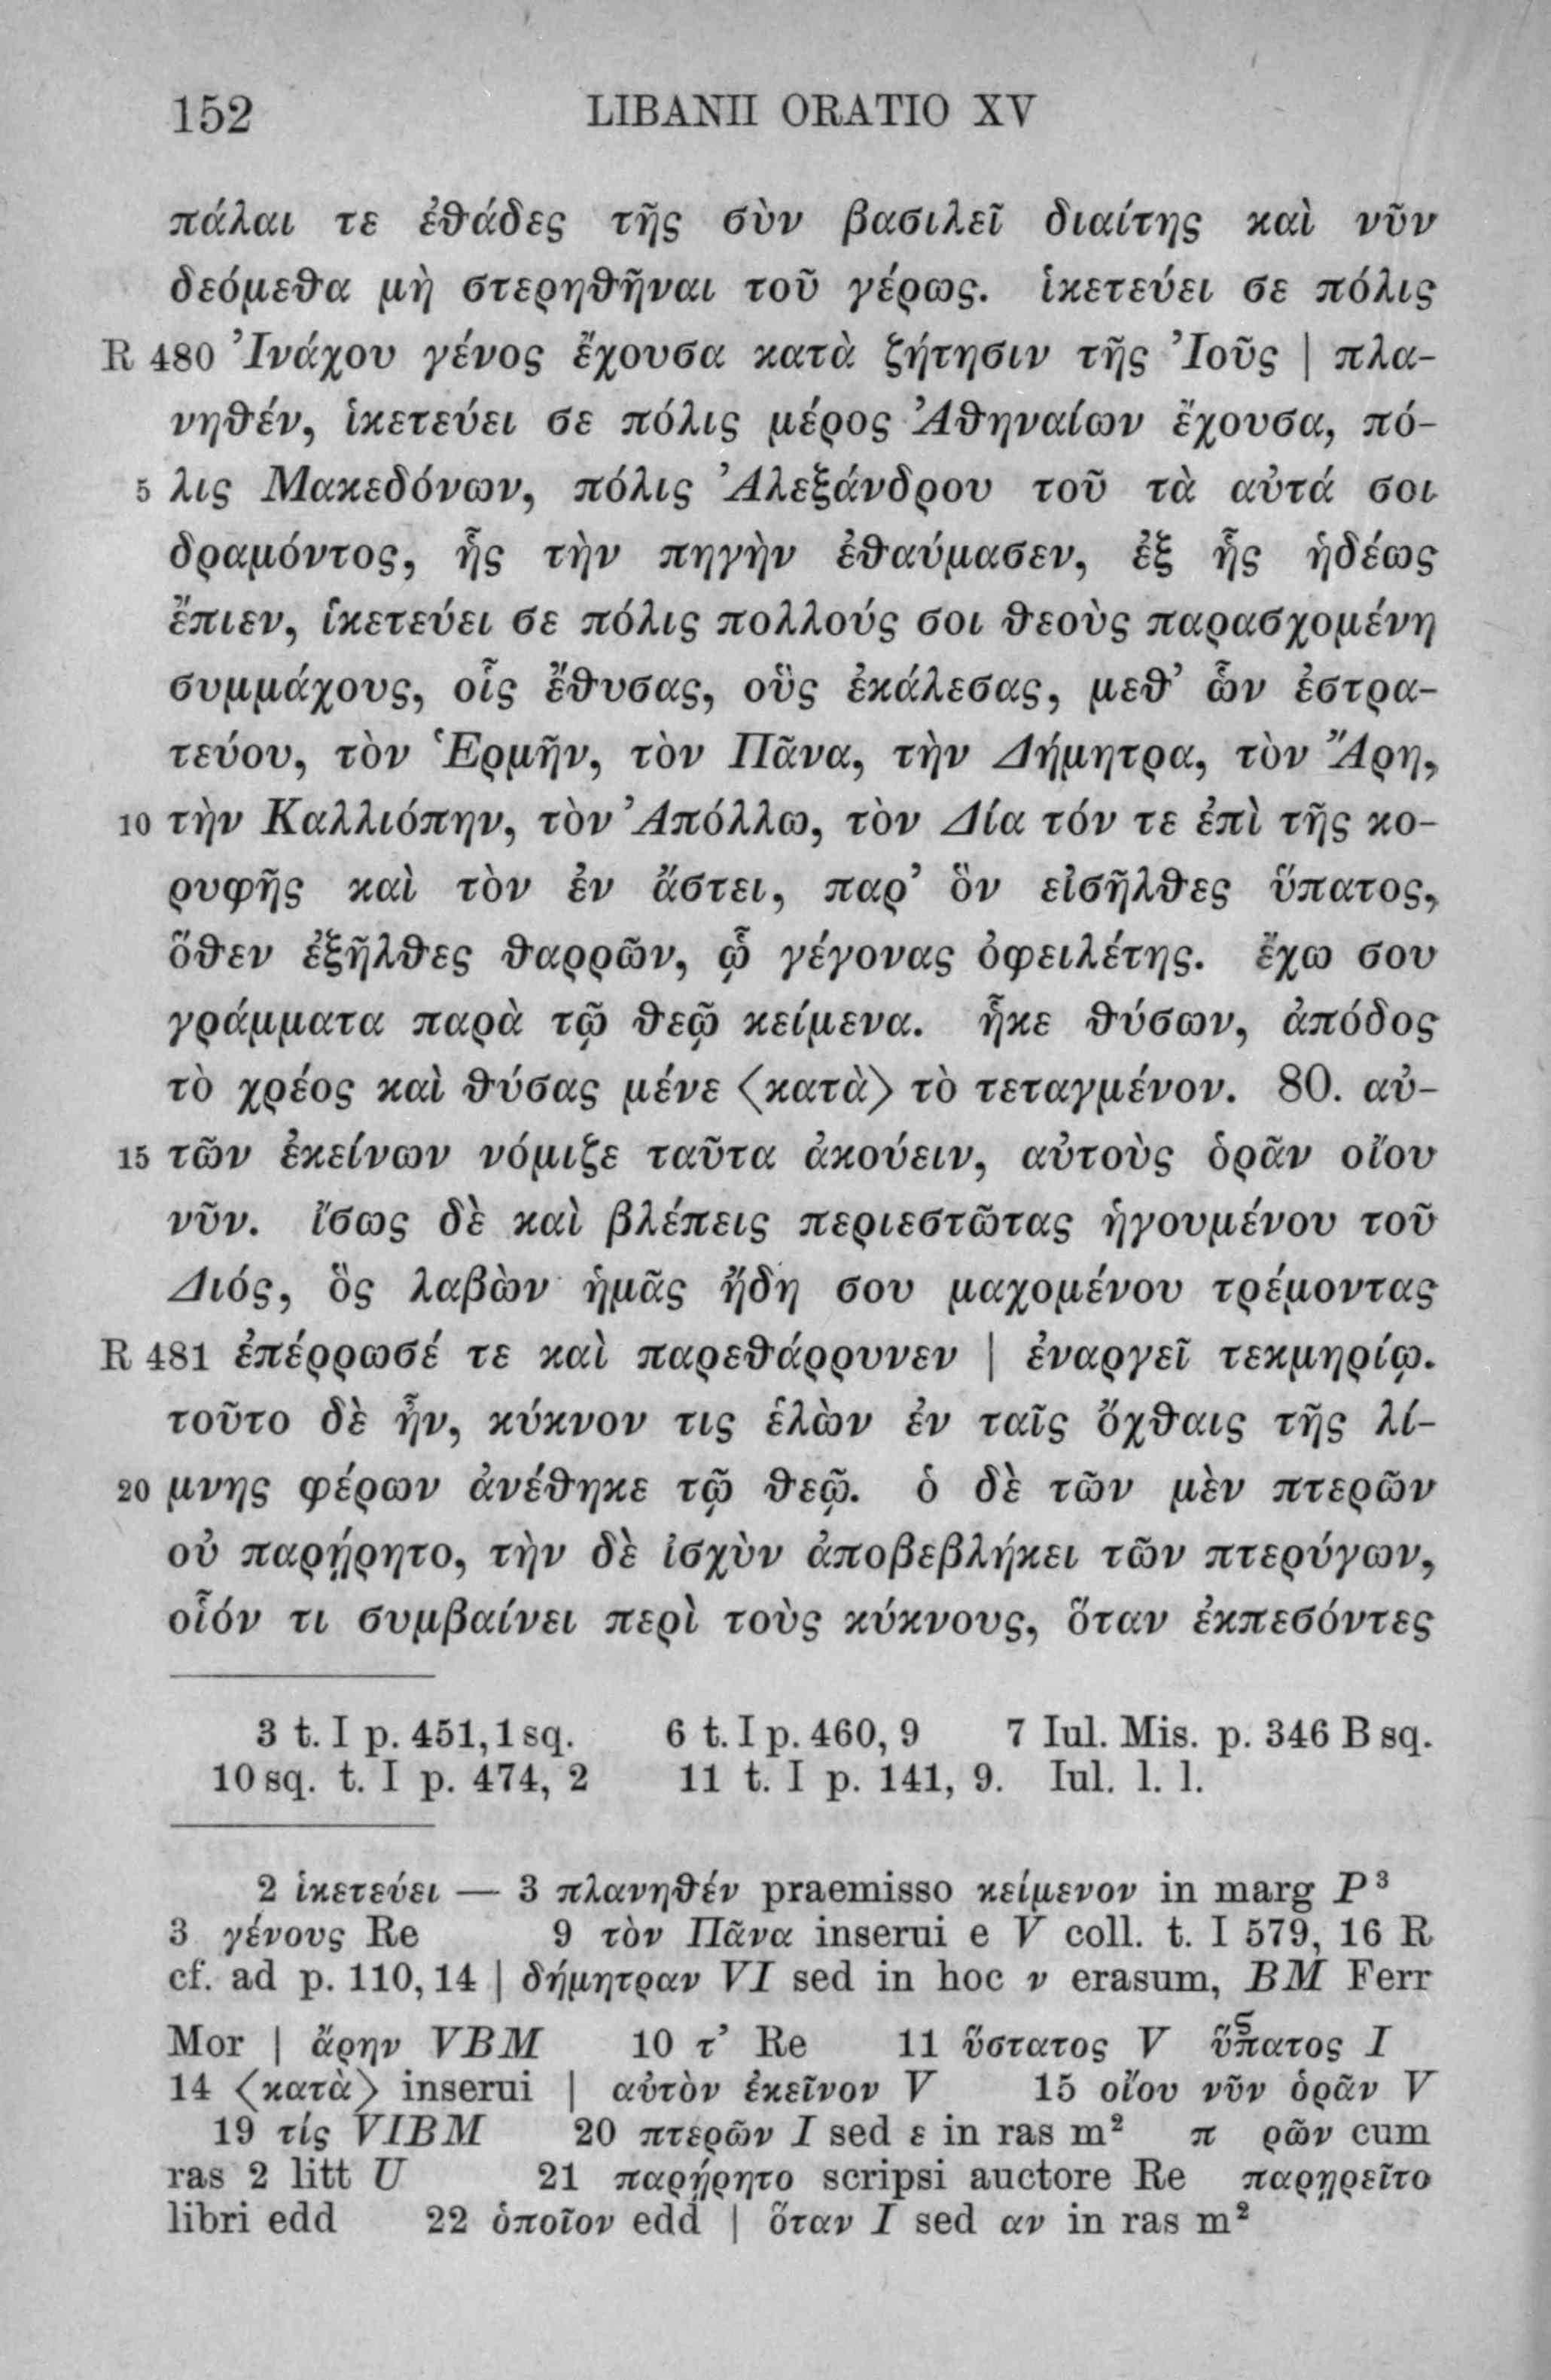 152 LIBANII ORATIO XV
πάλαι τε ἐθάδες τῆς σὺν βασιλεῖ διαίτης καὶ νῦν
δεόμεθα μὴ στερηθῆναι τοῦ γέρως. ἱκετεύει σε πόλις
R 480 Ἰνάχου γένος ἔχουσα κατὰ ζήτησιν τῆς Ἰοῦς | πλα-
νηθέν, ἱκετεύει σε πόλις μέρος Ἀθηναίων ἔχουσα, πό-
5 λις Μακεδόνων, πόλις Ἀλεξάνδρου τοῦ τὰ αὐτά σοι
δραμόντος, ἧς τὴν πηγὴν ἐθαύμασεν, ἐξ ἧς ἡδέως
ἔπιεν, ἱκετεύει σε πόλις πολλούς σοι θεοὺς παρασχομένη
συμμάχους, οἷς ἔθυσας, οὓς ἐκάλεσας, μεθ’ ὧν ἐστρα-
τεύου, τὸν Ἑρμῆν, τὸν Πᾶνα, τὴν Δήμητρα, τὸν Ἄρη,
10 τὴν Καλλιόπην, τὸν Ἀπόλλω, τὸν Δία τόν τε ἐπὶ τῆς κο-
ρυφῆς καὶ τὸν ἐν ἄστει, παρ’ ὃν εἰσῆλθες ὕπατος,
ὅθεν ἐξῆλθες θαρρῶν, ᾧ γέγονας ὀφειλέτης. ἔχω σου
γράμματα παρὰ τῷ θεῷ κείμενα. ἧκε θύσων, ἀπόδος
τὸ χρέος καὶ θύσας μένε ⟨κατὰ⟩ τὸ τεταγμένον. 80. αὐ-
15 τῶν ἐκείνων νόμιζε ταῦτα ἀκούειν, αὐτοὺς ὁρᾶν οἴου
νῦν. ἴσως δὲ καὶ βλέπεις περιεστῶτας ἡγουμένου τοῦ
Διός, ὃς λαβὼν ἡμᾶς ἤδη σου μαχομένου τρέμοντας
R 481 ἐπέρρωσέ τε καὶ παρεθάρρυνεν | ἐναργεῖ τεκμηρίῳ.
τοῦτο δὲ ἦν, κύκνον τις ἑλὼν ἐν ταῖς ὄχθαις τῆς λί-
20 μνης φέρων ἀνέθηκε τῷ θεῷ. ὁ δὲ τῶν μὲν πτερῶν
οὐ παρῄρητο, τὴν δὲ ἰσχὺν ἀποβεβλήκει τῶν πτερύγων,
οἷόν τι συμβαίνει περὶ τοὺς κύκνους, ὅταν ἐκπεσόντες
3 t. I p. 451, 1 sq. 6 t. I p. 460, 9 7 Iul. Mis. p. 346 B sq.
10 sq. t. I p. 474, 2 11 t. I p. 141, 9. Iul. l. l.
2 ἱκετεύει — 3 πλανηθέν praemisso κείμενον in marg P³
3 γένους Re 9 τὸν Πᾶνα inserui e V coll. t. I 579, 16 R
cf. ad p. 110, 14 | δήμητραν VI sed in hoc ν erasum, BM Ferr
Mor | ἄρην VBM 10 τ’ Re 11 ὕστατος V ὕπατος I
14 ⟨κατὰ⟩ inserui | αὐτὸν ἐκεῖνον V 15 οἴου νῦν ὁρᾶν V
19 τίς VIBM 20 πτερῶν I sed ε in ras m² π ρῶν cum
ras 2 litt U 21 παρῄρητο scripsi auctore Re παρῃρεῖτο
libri edd 22 ὁποῖον edd | ὅταν I sed αν in ras m²